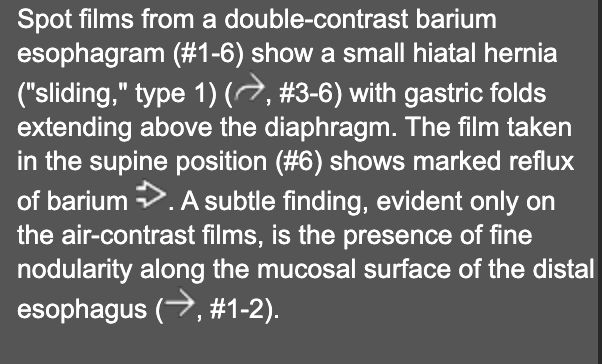 Spot films from a double-contrast barium
esophagram (#1-6) show a small hiatal hernia
("sliding," type 1) (↷, #3-6) with gastric folds
extending above the diaphragm. The film taken
in the supine position (#6) shows marked reflux
of barium ⇨. A subtle finding, evident only on
the air-contrast films, is the presence of fine
nodularity along the mucosal surface of the distal
esophagus (→, #1-2).